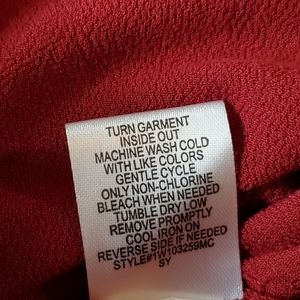 TURN GARMENT
INSIDE OUT
MACHINE WASH COLD
WITH LIKE COLORS
GENTLE CYCLE
ONLY NON-CHLORINE
BLEACH WHEN NEEDED
TUMBLE DRY LOW
REMOVE PROMPTLY
COOL IRON ON
REVERSE SIDE IF NEEDED
STYLE#1W103259MC
SY